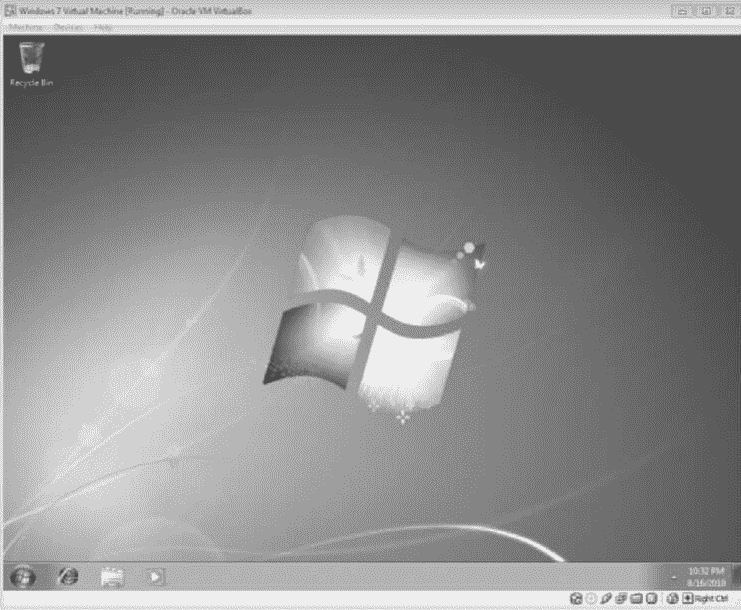 Windows 7 Virtual Machine [Running] - Oracle VM VirtualBox
Machine Devices Help
Recycle Bin
10:32 PM
8/16/2010
Right Ctrl